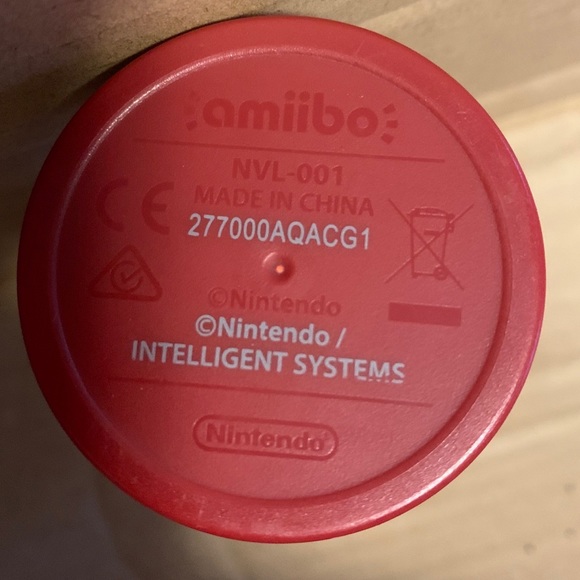 amiibo
NVL-001
MADE IN CHINA
CE
277000AQACG1
©Nintendo
©Nintendo /
INTELLIGENT SYSTEMS
Nintendo®